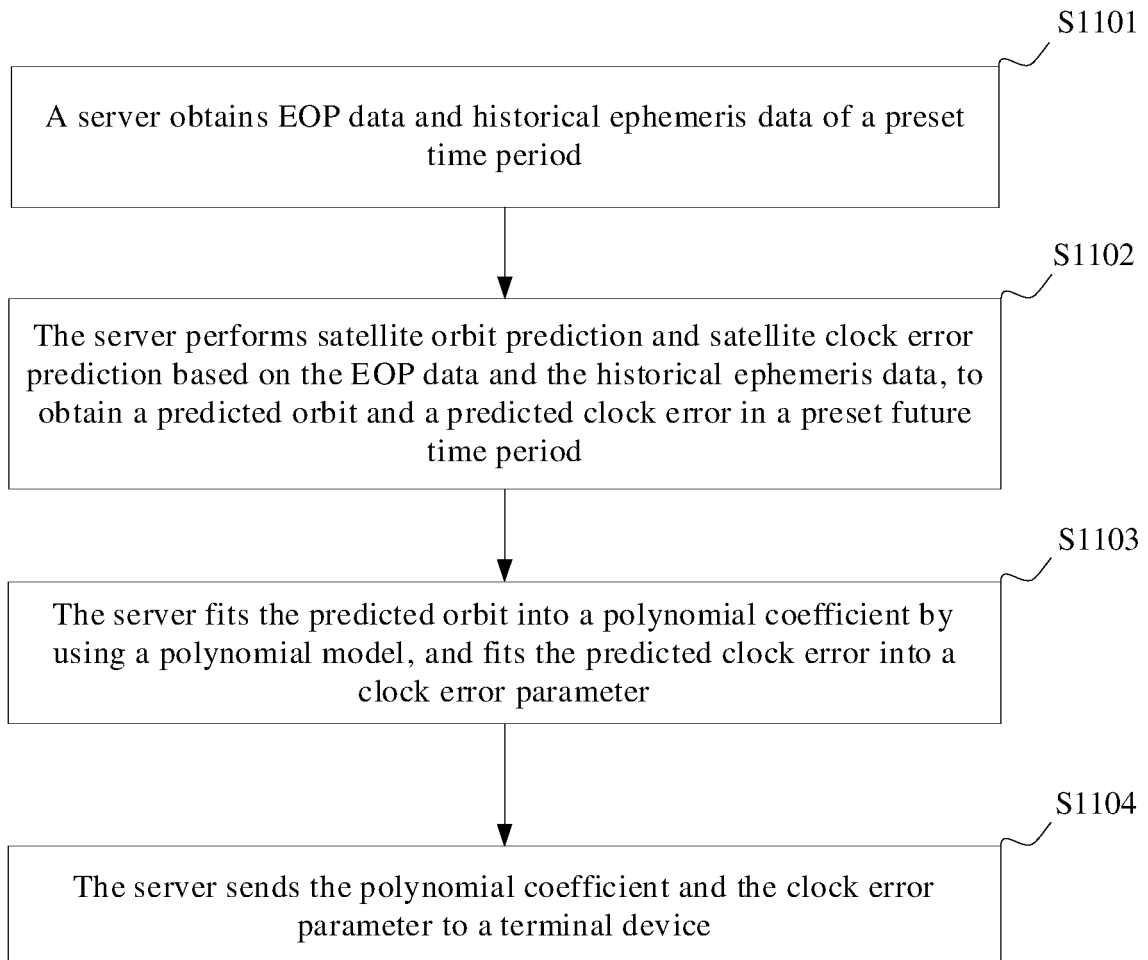 S1101
A server obtains EOP data and historical ephemeris data of a preset
time period
S1102
The server performs satellite orbit prediction and satellite clock error
prediction based on the EOP data and the historical ephemeris data, to
obtain a predicted orbit and a predicted clock error in a preset future
time period
S1103
The server fits the predicted orbit into a polynomial coefficient by
using a polynomial model, and fits the predicted clock error into a
clock error parameter
S1104
The server sends the polynomial coefficient and the clock error
parameter to a terminal device